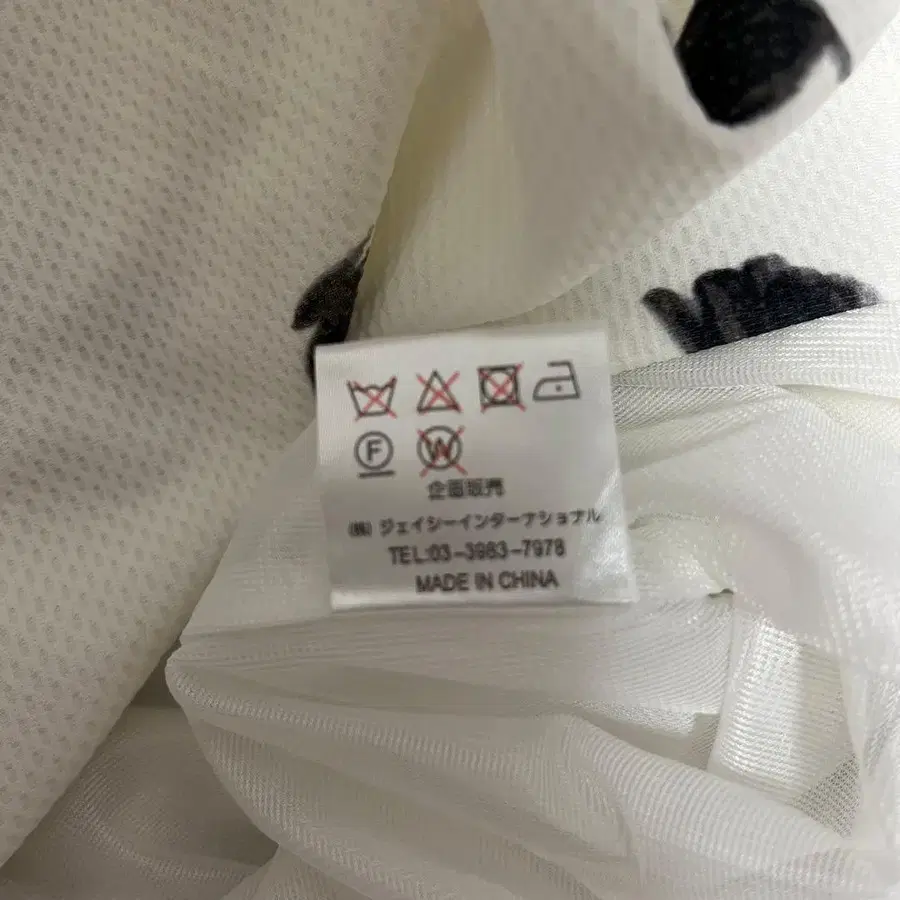 F W
企画販売
㈱ ジェイシーインターナショナル
TEL:03-3983-7978
MADE IN CHINA